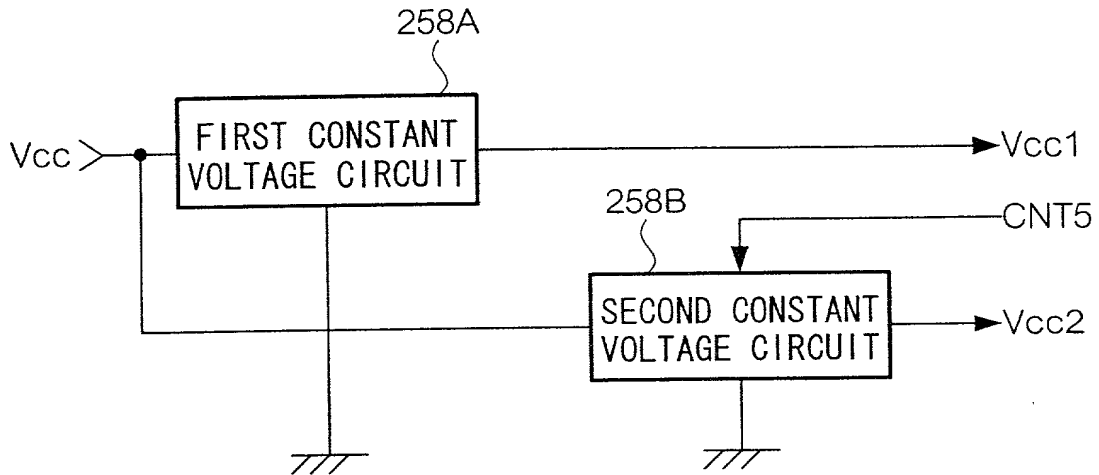 258A
FIRST CONSTANT
VOLTAGE CIRCUIT
Vcc
Vcc1
258B
CNT5
SECOND CONSTANT
VOLTAGE CIRCUIT
Vcc2